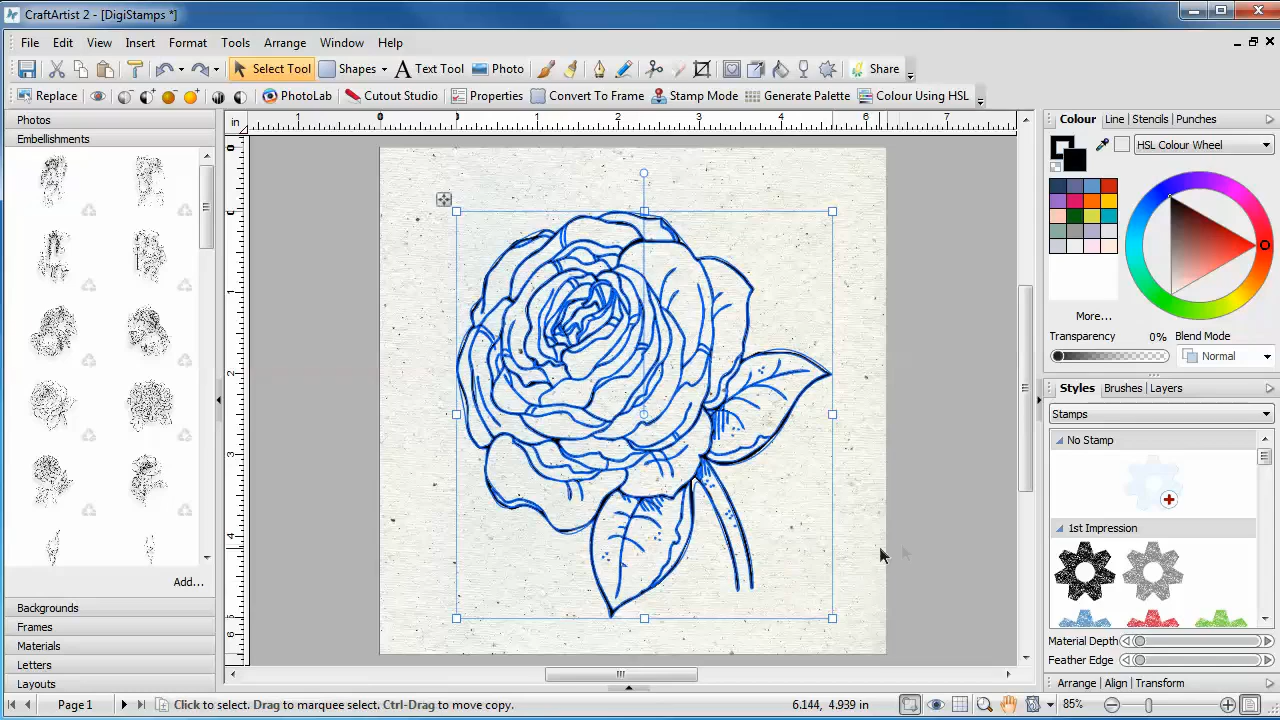 CraftArtist 2 - [DigiStamps *]
File Edit View Insert Format Tools Arrange Window Help
Select Tool Shapes Text Tool Photo Share
Replace PhotoLab Cutout Studio Properties Convert To Frame Stamp Mode Generate Palette Colour Using HSL
Photos
Embellishments
Add...
Backgrounds
Frames
Materials
Letters
Layouts
in
1 0 1 2 3 4 5 6 7
Colour Line Stencils Punches
HSL Colour Wheel
More...
Transparency 0% Blend Mode
Normal
Styles Brushes Layers
Stamps
No Stamp
1st Impression
Material Depth
Feather Edge
Arrange Align Transform
Page 1 Click to select. Drag to marquee select. Ctrl-Drag to move copy. 6.144, 4.939 in 85%